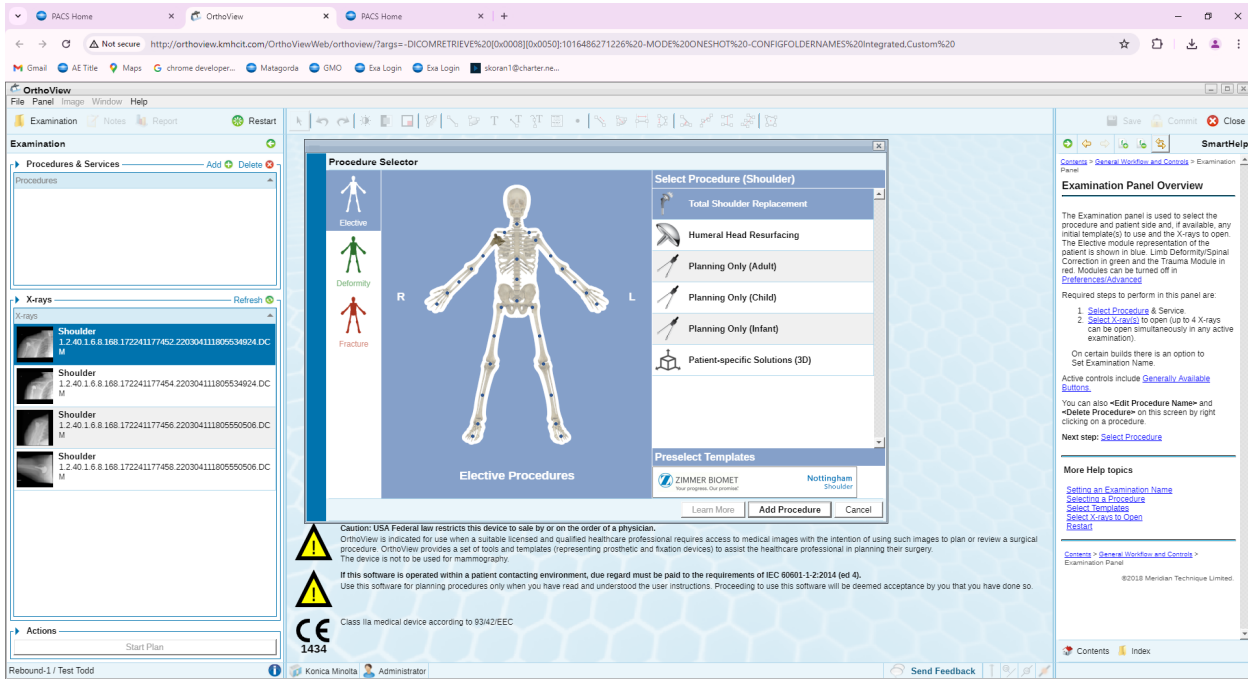 PACS Home
OrthoView
PACS Home
Not secure http://orthoview.kmhcit.com/OrthoViewWeb/orthoview/?args=-DICOMRETRIEVE%20[0x0008][0x0050]:1016486271226%20-MODE%20ONESHOT%20-CONFIGFOLDERNAMES%20Integrated,Custom%20
Gmail AE Title Maps chrome developer... Matagorda GMO Exa Login Exa Login skoran1@charter.ne...
OrthoView
File Panel Image Window Help
Examination Notes Report Restart
Save Commit Close
Examination
Procedures & Services Add Delete
Procedures
X-rays Refresh
X-rays
Shoulder
1.2.40.1.6.8.168.172241177452.220304111805534924.DC
M
Shoulder
1.2.40.1.6.8.168.172241177454.220304111805534924.DC
M
Shoulder
1.2.40.1.6.8.168.172241177456.220304111805550506.DC
M
Shoulder
1.2.40.1.6.8.168.172241177458.220304111805550506.DC
M
Actions
Start Plan
Rebound-1 / Test Todd
Procedure Selector
Elective
Deformity
Fracture
R
L
Elective Procedures
Select Procedure (Shoulder)
Total Shoulder Replacement
Humeral Head Resurfacing
Planning Only (Adult)
Planning Only (Child)
Planning Only (Infant)
Patient-specific Solutions (3D)
Preselect Templates
ZIMMER BIOMET
Your progress. Our promise.
Nottingham
Shoulder
Learn More Add Procedure Cancel
Caution: USA Federal law restricts this device to sale by or on the order of a physician.
OrthoView is indicated for use when a suitable licensed and qualified healthcare professional requires access to medical images with the intention of using such images to plan or review a surgical
procedure. OrthoView provides a set of tools and templates (representing prosthetic and fixation devices) to assist the healthcare professional in planning their surgery.
The device is not to be used for mammography.
If this software is operated within a patient contacting environment, due regard must be paid to the requirements of IEC 60601-1-2:2014 (ed 4).
Use this software for planning procedures only when you have read and understood the user instructions. Proceeding to use this software will be deemed acceptance by you that you have done so.
Class IIa medical device according to 93/42/EEC
CE
1434
Konica Minolta Administrator
Send Feedback
SmartHelp
Contents > General Workflow and Controls > Examination
Panel
Examination Panel Overview
The Examination panel is used to select the
procedure and patient side and, if available, any
initial template(s) to use and the X-rays to open.
The Elective module representation of the
patient is shown in blue. Limb Deformity/Spinal
Correction in green and the Trauma Module in
red. Modules can be turned off in
Preferences/Advanced
Required steps to perform in this panel are:
1. Select Procedure & Service.
2. Select X-ray(s) to open (up to 4 X-rays
can be open simultaneously in any active
examination).
On certain builds there is an option to
Set Examination Name.
Active controls include Generally Available
Buttons.
You can also <Edit Procedure Name> and
<Delete Procedure> on this screen by right
clicking on a procedure.
Next step: Select Procedure
More Help topics
Setting an Examination Name
Selecting a Procedure
Select Templates
Select X-rays to Open
Restart
Contents > General Workflow and Controls >
Examination Panel
©2018 Meridian Technique Limited.
Contents Index